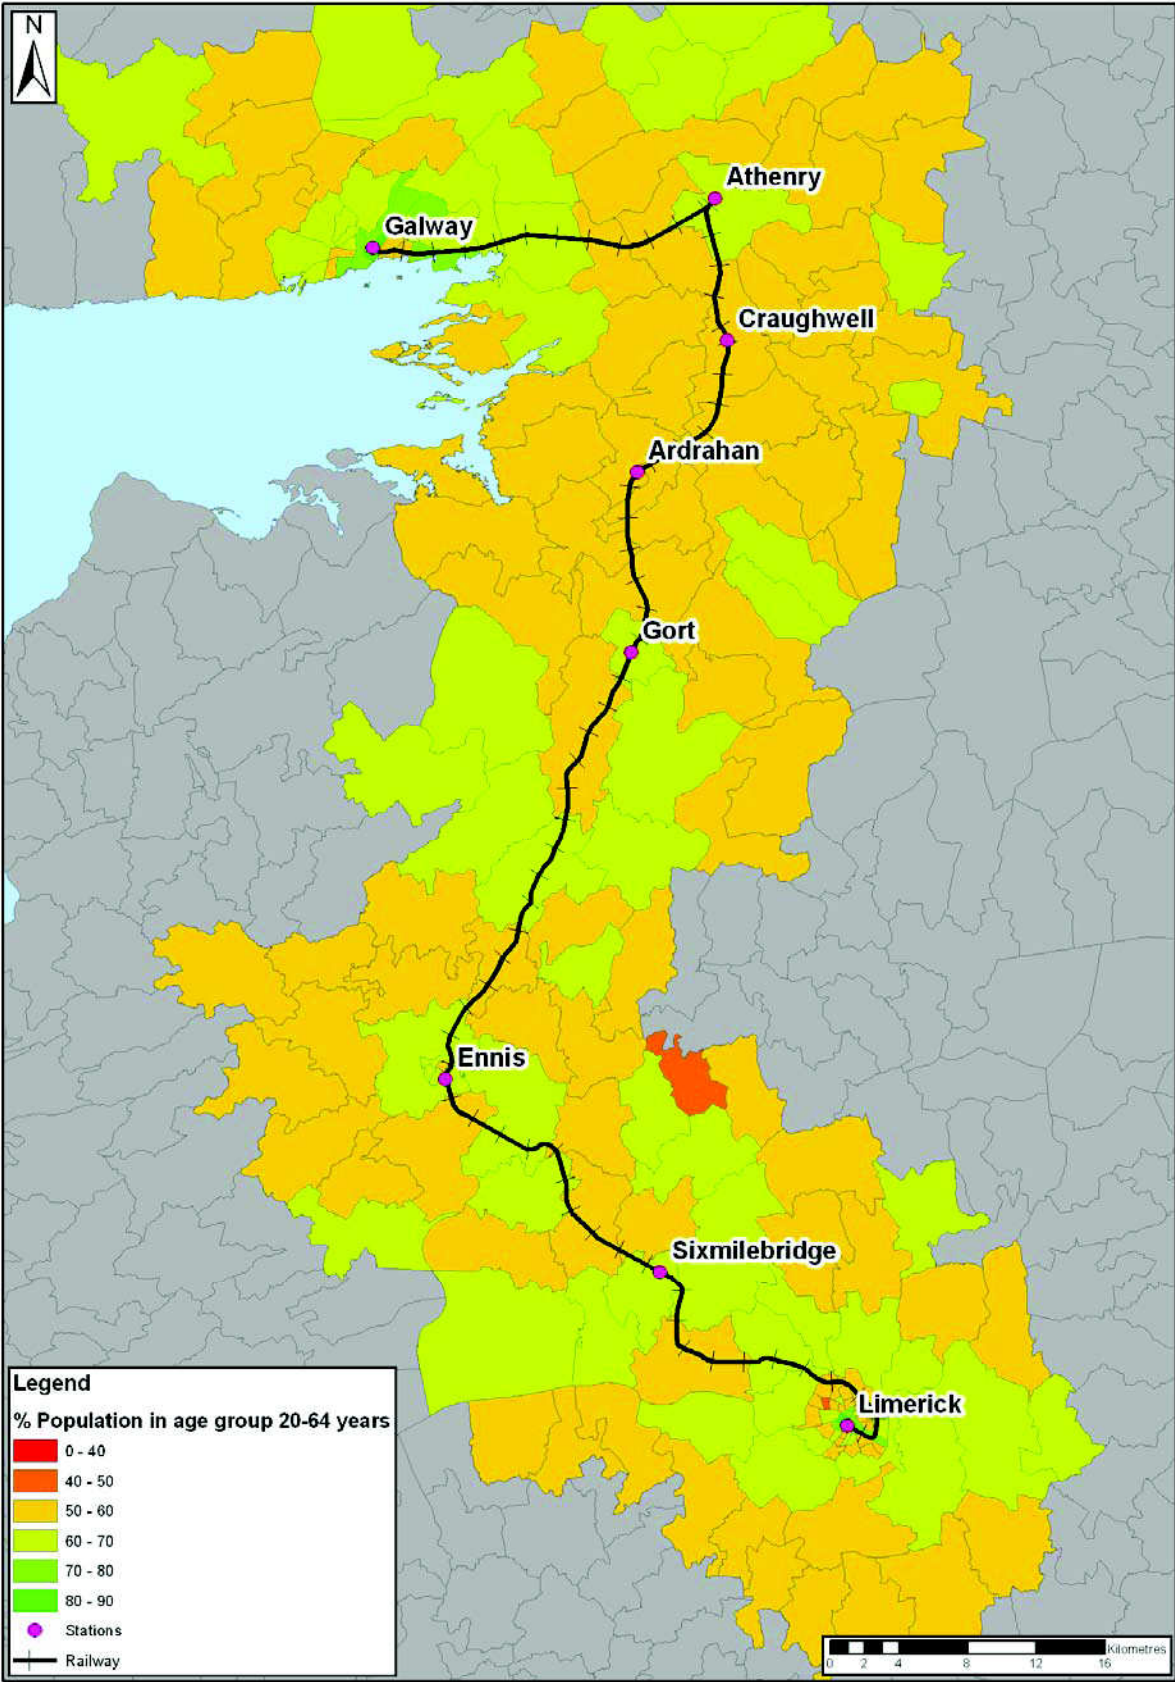 N
Athenry
Galway
Craughwell
Ardrahan
Gort
Ennis
Sixmilebridge
Limerick
Legend
% Population in age group 20-64 years
0 - 40
40 - 50
50 - 60
60 - 70
70 - 80
80 - 90
Stations
Railway
Kilometres
0 2 4 8 12 16